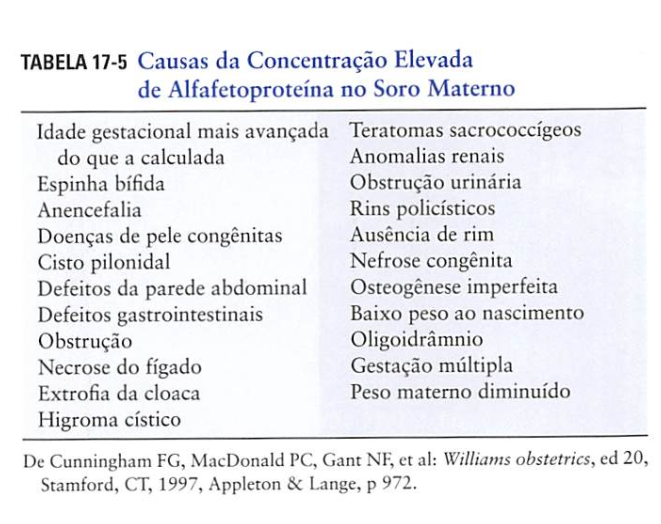 TABELA 17-5 Causas da Concentração Elevada
de Alfafetoproteína no Soro Materno
Idade gestacional mais avançada
do que a calculada
Espinha bífida
Anencefalia
Doenças de pele congênitas
Cisto pilonidal
Defeitos da parede abdominal
Defeitos gastrointestinais
Obstrução
Necrose do fígado
Extrofia da cloaca
Higroma cístico
Teratomas sacrococcígeos
Anomalias renais
Obstrução urinária
Rins policísticos
Ausência de rim
Nefrose congênita
Osteogênese imperfeita
Baixo peso ao nascimento
Oligoidrâmnio
Gestação múltipla
Peso materno diminuído
De Cunningham FG, MacDonald PC, Gant NF, et al: Williams obstetrics, ed 20,
Stamford, CT, 1997, Appleton & Lange, p 972.